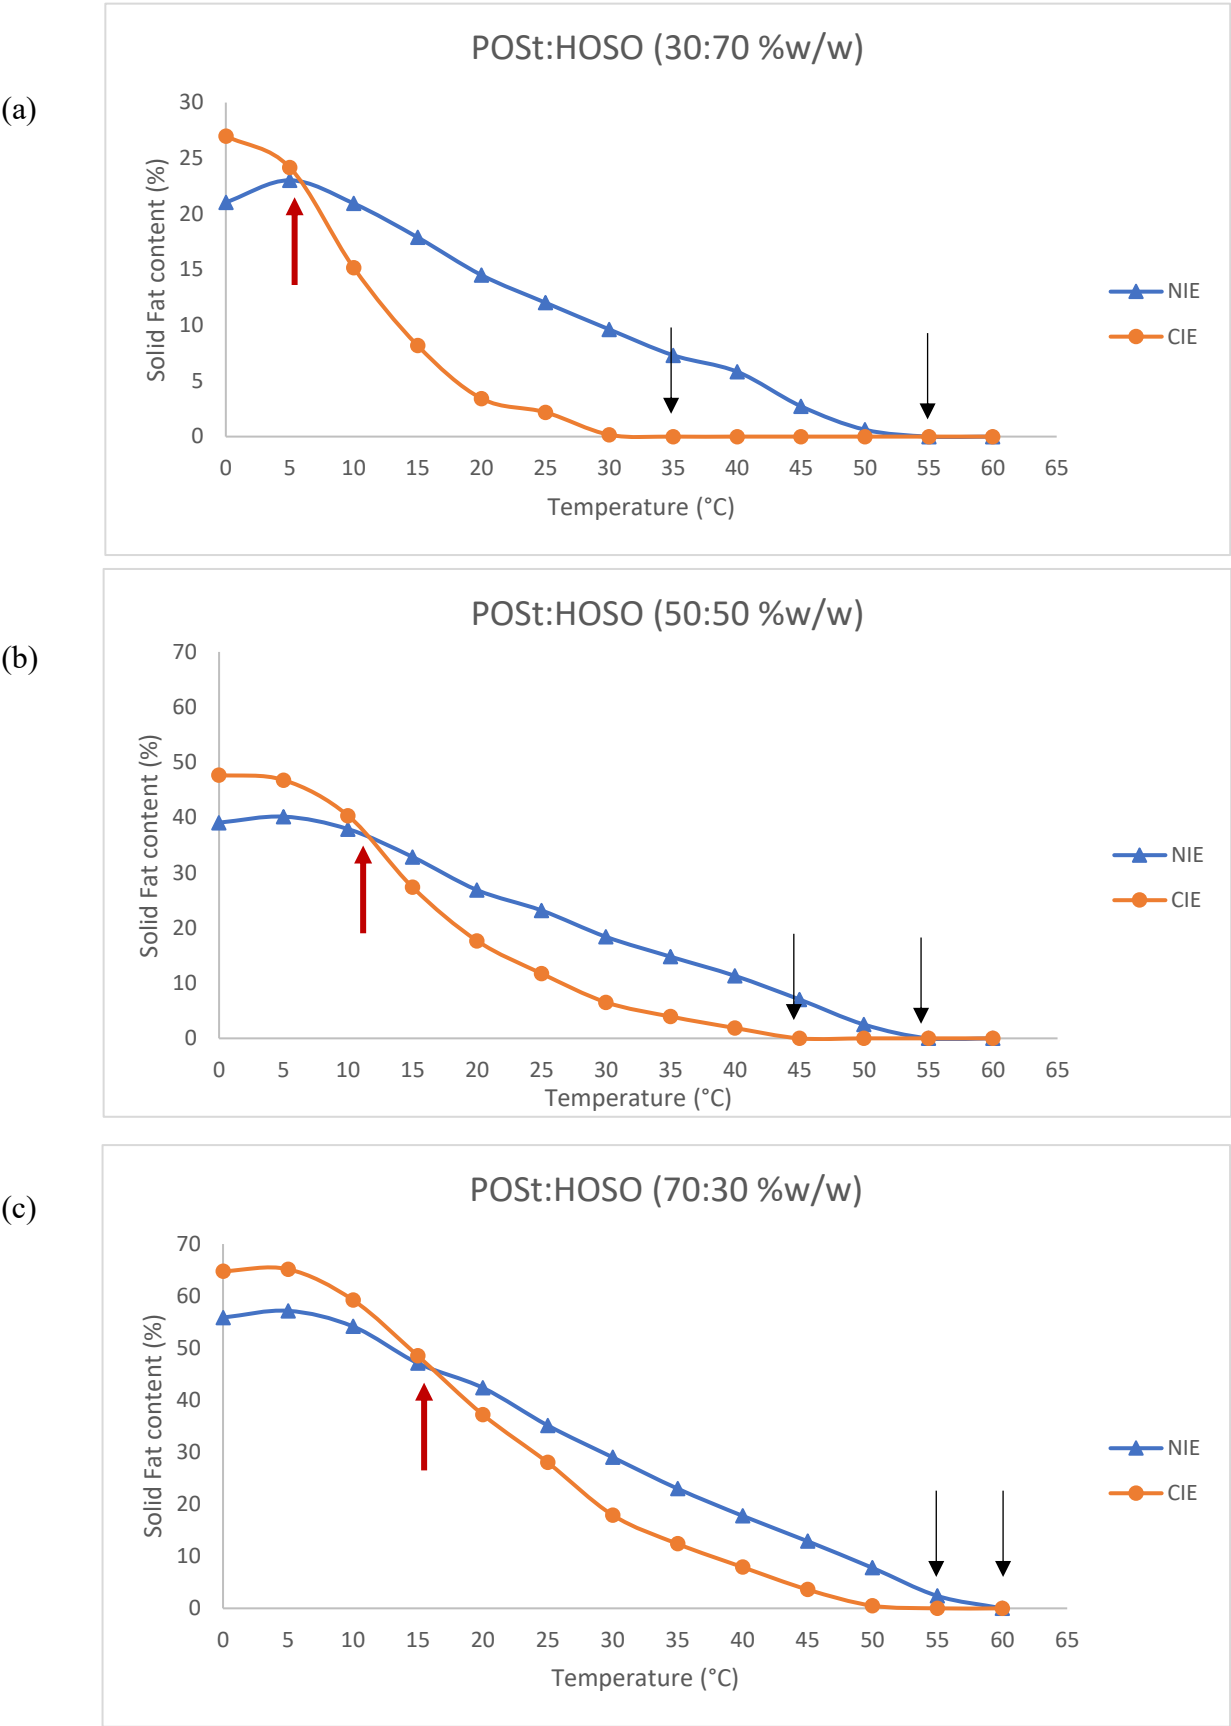 (a)
POSt:HOSO (30:70 %w/w)
Solid Fat content (%)
30
25
20
15
10
5
0
0 5 10 15 20 25 30 35 40 45 50 55 60 65
Temperature (°C)
NIE
CIE
(b)
POSt:HOSO (50:50 %w/w)
Solid Fat content (%)
70
60
50
40
30
20
10
0
0 5 10 15 20 25 30 35 40 45 50 55 60 65
Temperature (°C)
NIE
CIE
(c)
POSt:HOSO (70:30 %w/w)
Solid Fat content (%)
70
60
50
40
30
20
10
0
0 5 10 15 20 25 30 35 40 45 50 55 60 65
Temperature (°C)
NIE
CIE